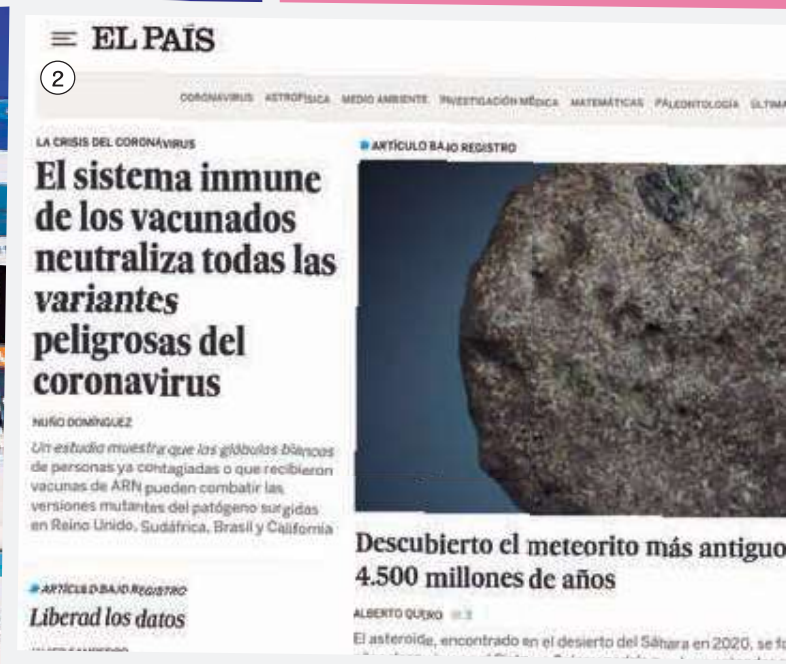 EL PAÍS
2
CORONAVIRUS ASTROFÍSICA MEDIO AMBIENTE INVESTIGACIÓN MÉDICA MATEMÁTICAS PALEONTOLOGÍA ÚLTIMA
LA CRISIS DEL CORONAVIRUS
El sistema inmune
de los vacunados
neutraliza todas las
variantes
peligrosas del
coronavirus
NUÑO DOMÍNGUEZ
Un estudio muestra que los glóbulos blancos
de personas ya contagiadas o que recibieron
vacunas de ARN pueden combatir las
versiones mutantes del patógeno surgidas
en Reino Unido, Sudáfrica, Brasil y California
ARTÍCULO BAJO REGISTRO
Liberad los datos
ARTÍCULO BAJO REGISTRO
Descubierto el meteorito más antiguo
4.500 millones de años
ALBERTO QUERO
El asteroide, encontrado en el desierto del Sáhara en 2020, se